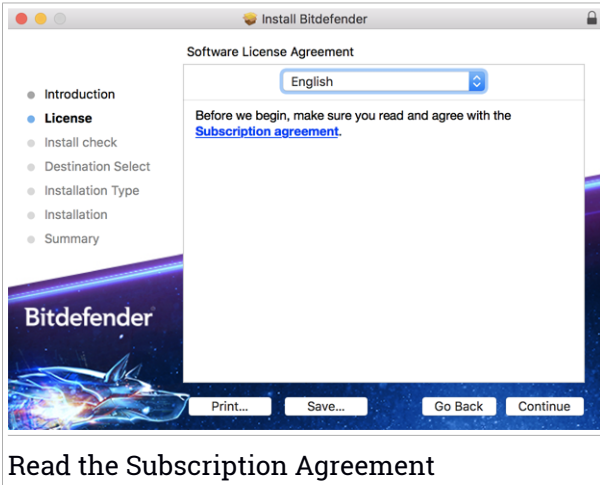 Install Bitdefender
Software License Agreement
English
Introduction
License
Install check
Destination Select
Installation Type
Installation
Summary
Before we begin, make sure you read and agree with the
Subscription agreement.
Bitdefender
Print...
Save...
Go Back
Continue
Read the Subscription Agreement